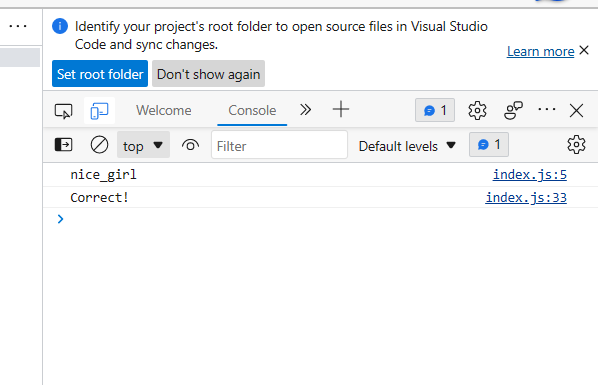 Identify your project's root folder to open source files in Visual Studio
Code and sync changes.
Learn more
Set root folder Don't show again
Welcome Console 1
top Filter Default levels 1
nice_girl index.js:5
Correct! index.js:33